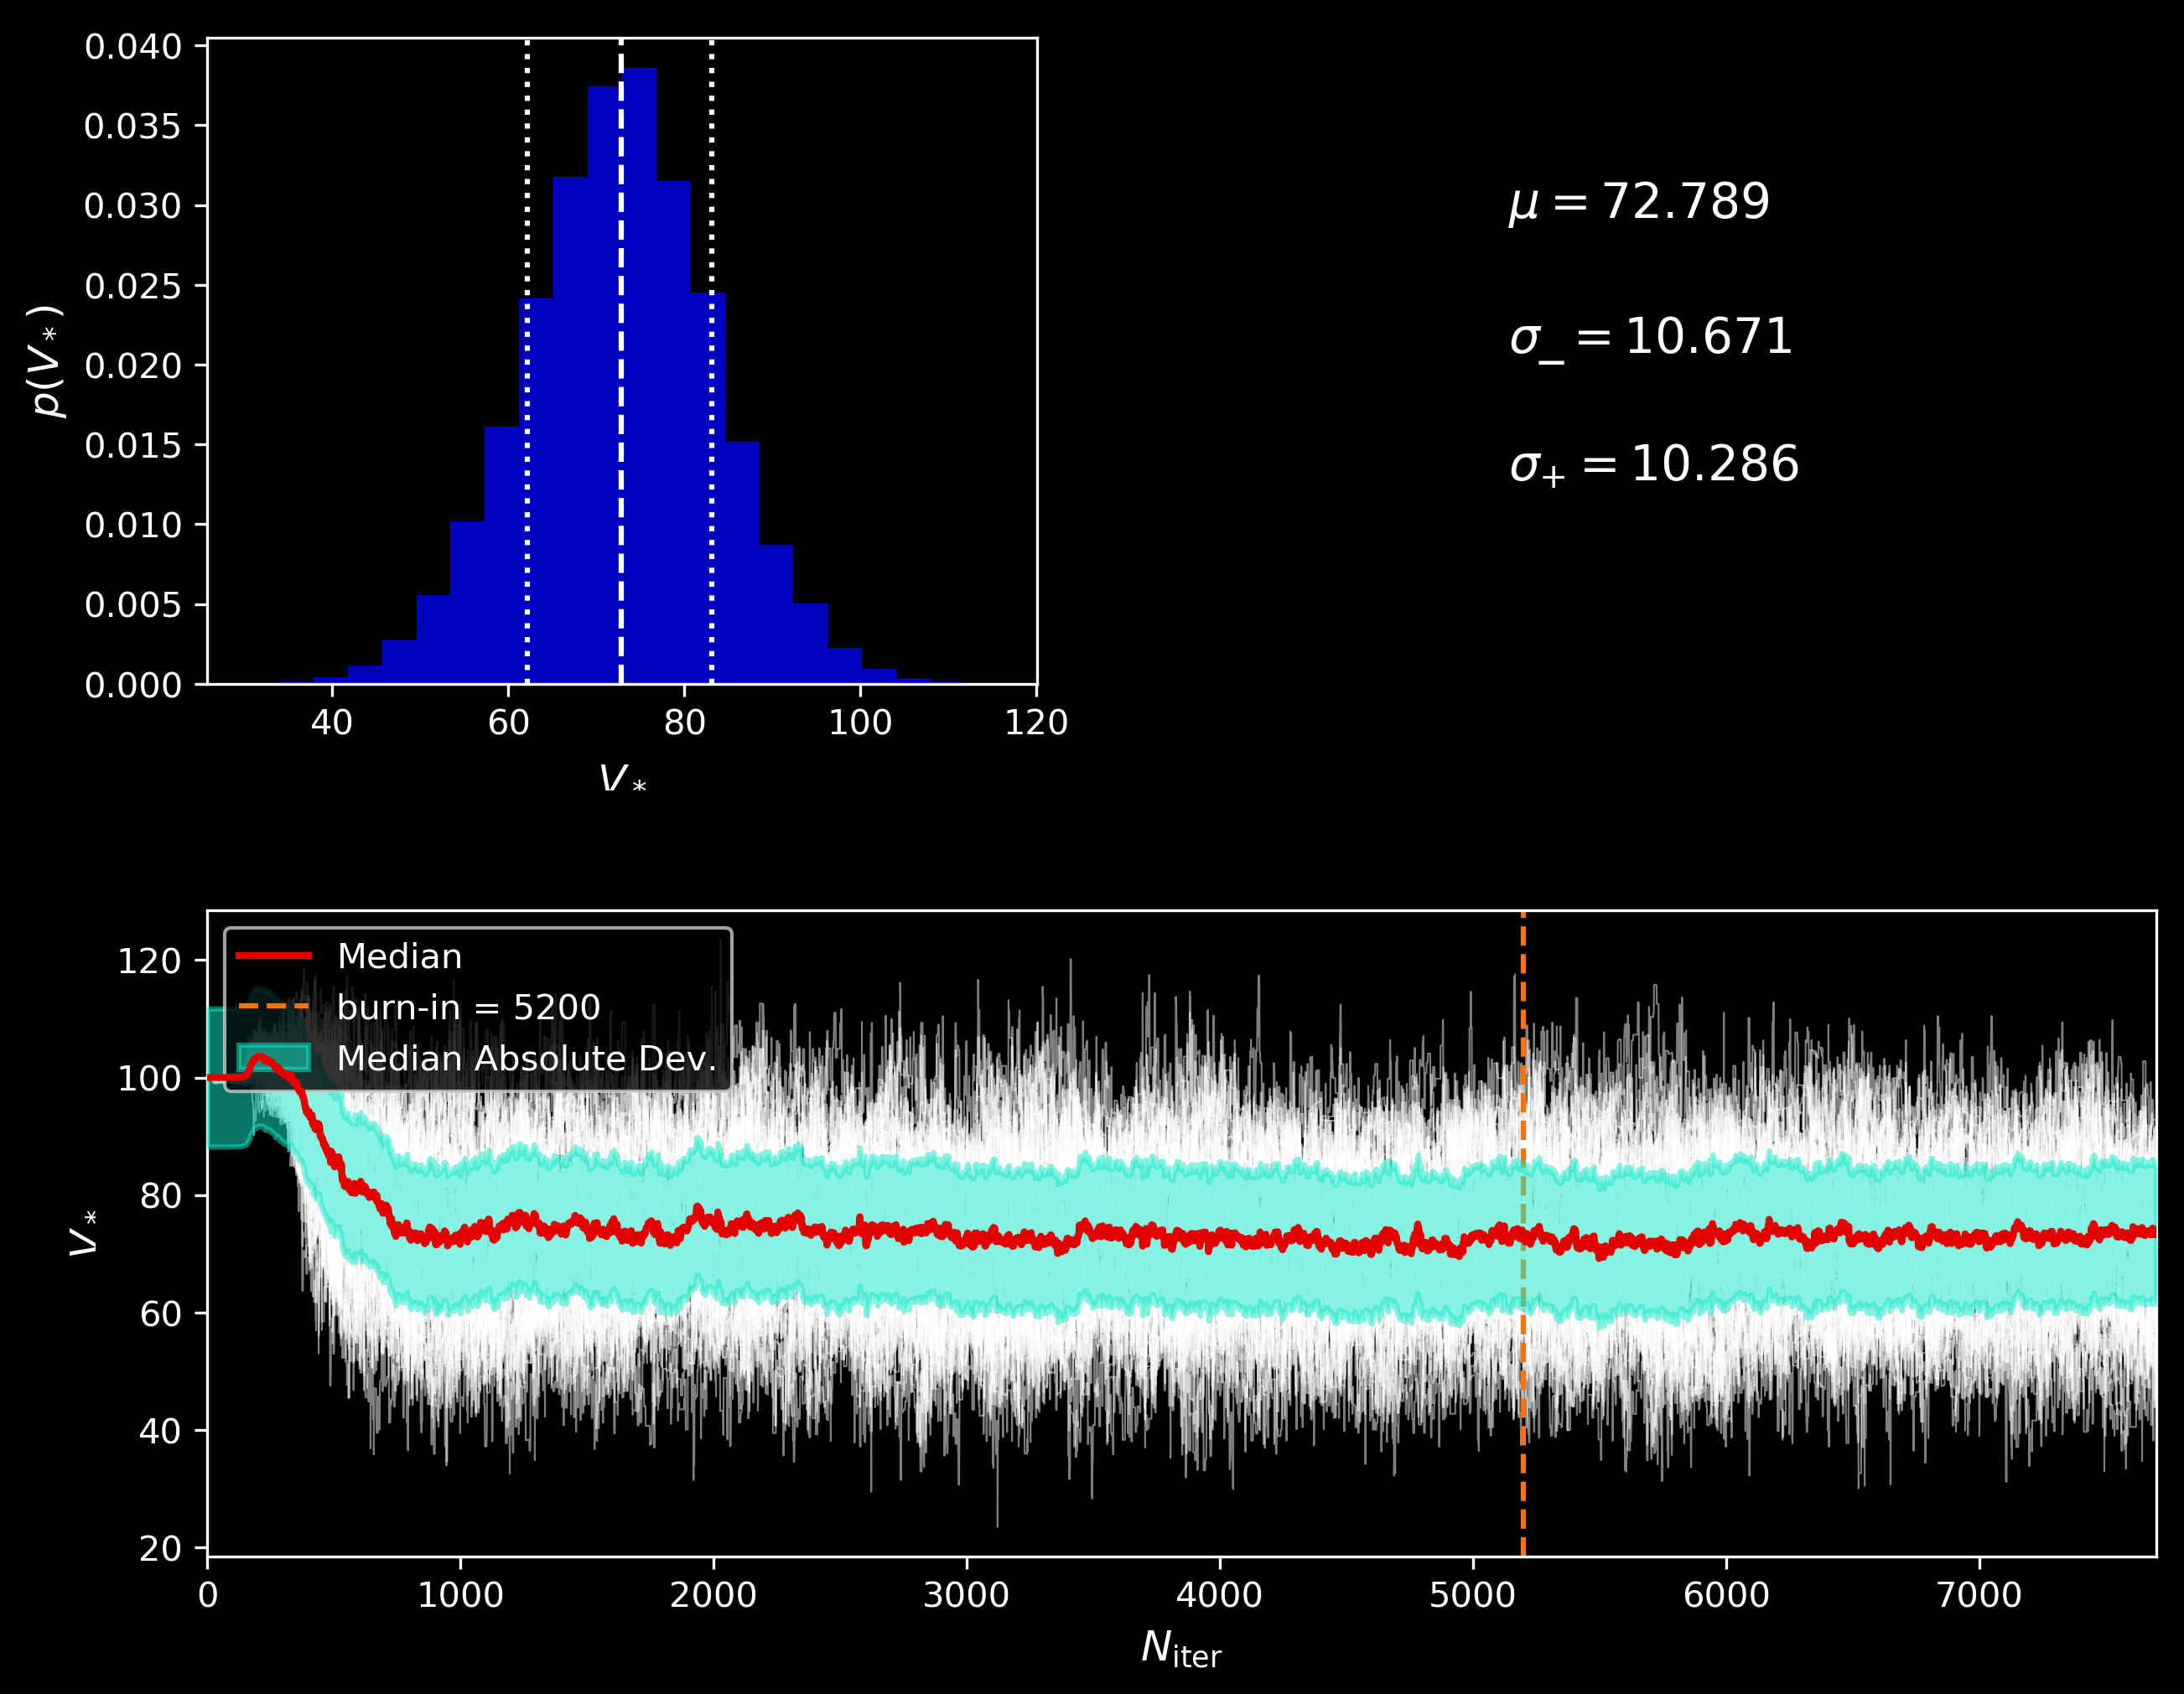 0.040
0.035
0.030
0.025
0.020
0.015
0.010
0.005
0.000
p(V*)
40 60 80 100 120
V*
μ = 72.789
σ_ = 10.671
σ+ = 10.286
Median
burn-in = 5200
Median Absolute Dev.
120
100
80
60
40
20
V*
0 1000 2000 3000 4000 5000 6000 7000
Niter